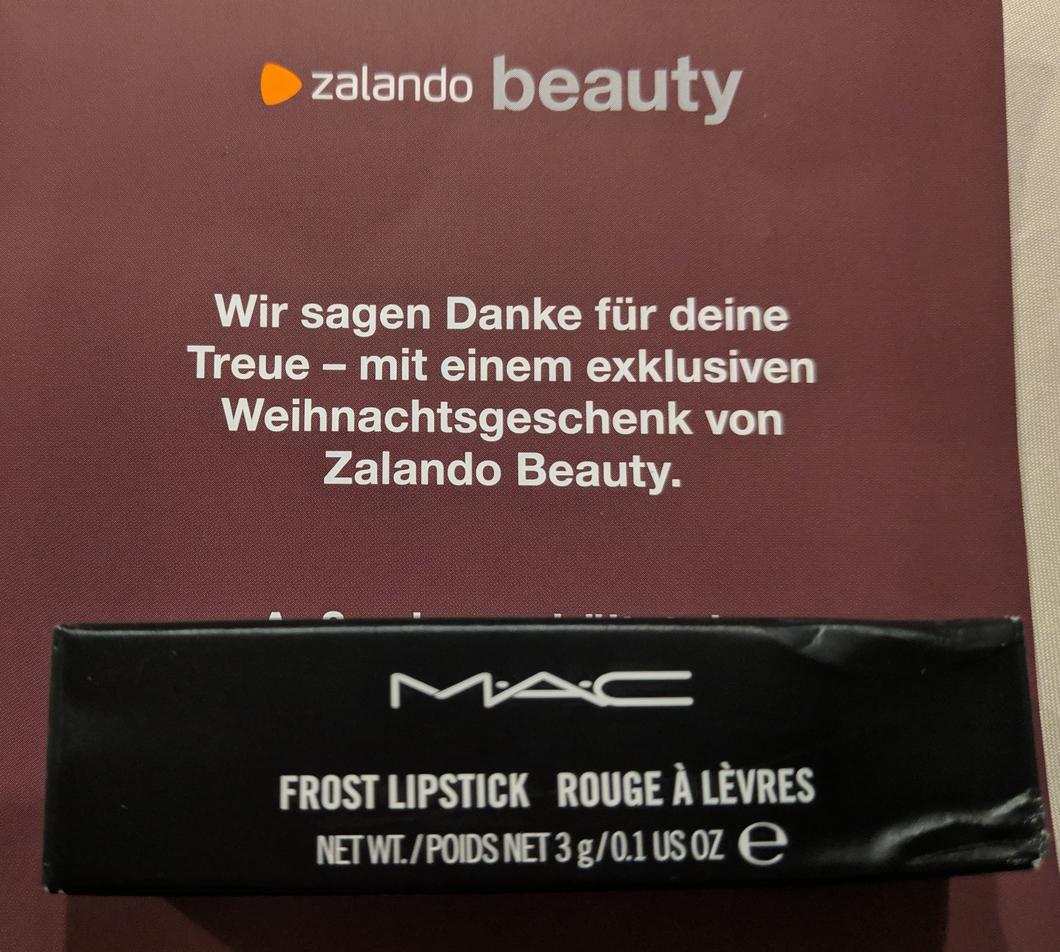 zalando beauty
Wir sagen Danke für deine
Treue – mit einem exklusiven
Weihnachtsgeschenk von
Zalando Beauty.
M·A·C
FROST LIPSTICK ROUGE À LÈVRES
NET WT./POIDS NET 3 g/0.1 US OZ ℮